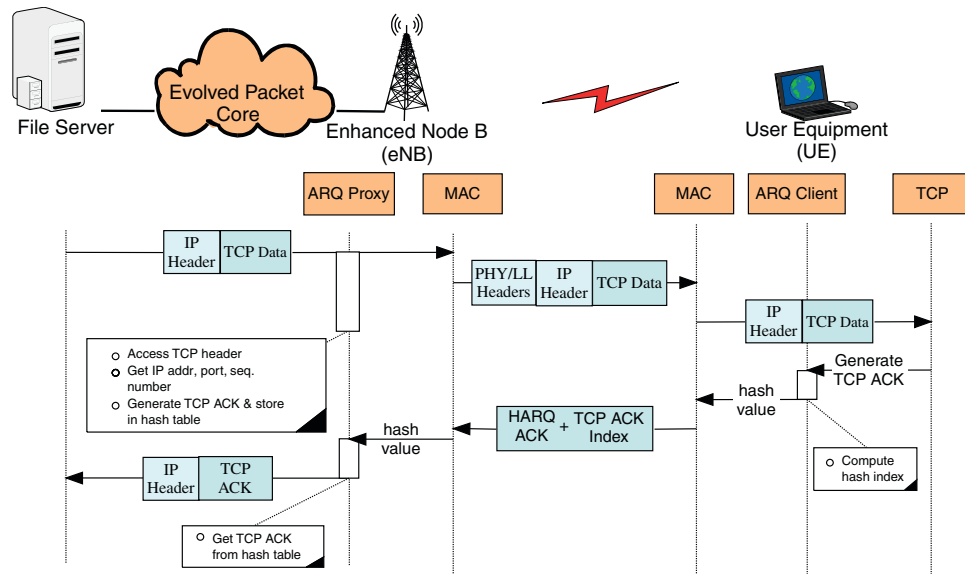 File Server
Evolved Packet
Core
Enhanced Node B
(eNB)
User Equipment
(UE)
ARQ Proxy
MAC
MAC
ARQ Client
TCP
IP
Header
TCP Data
PHY/LL
Headers
IP
Header
TCP Data
IP
Header
TCP Data
Access TCP header
Get IP addr, port, seq.
number
Generate TCP ACK & store
in hash table
Generate
TCP ACK
hash
value
HARQ
ACK
+
TCP ACK
Index
hash
value
Compute
hash index
IP
Header
TCP
ACK
Get TCP ACK
from hash table